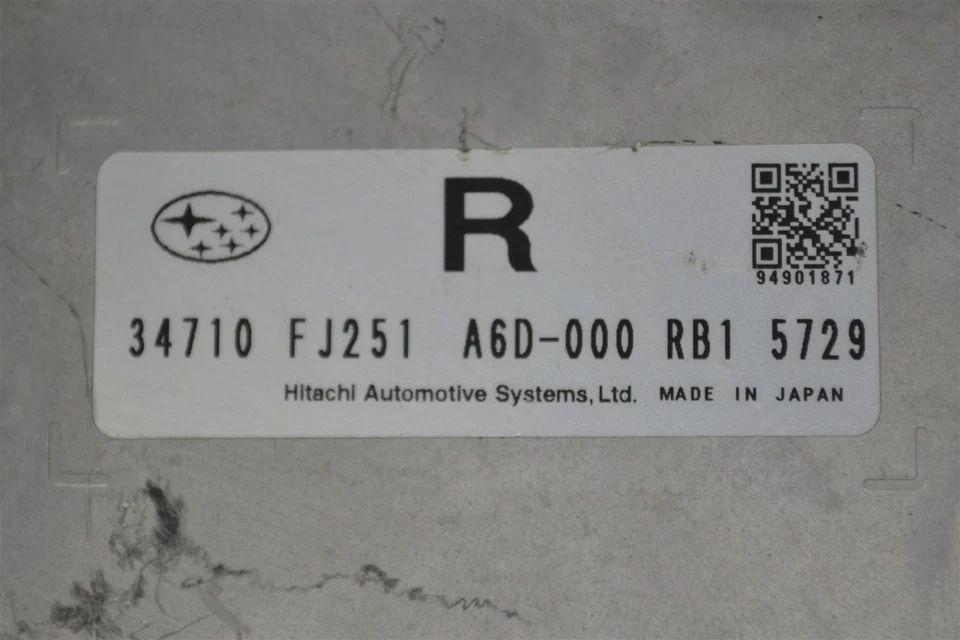 R
94901871
34710 FJ251 A6D-000 RB1 5729
Hitachi Automotive Systems, Ltd. MADE IN JAPAN